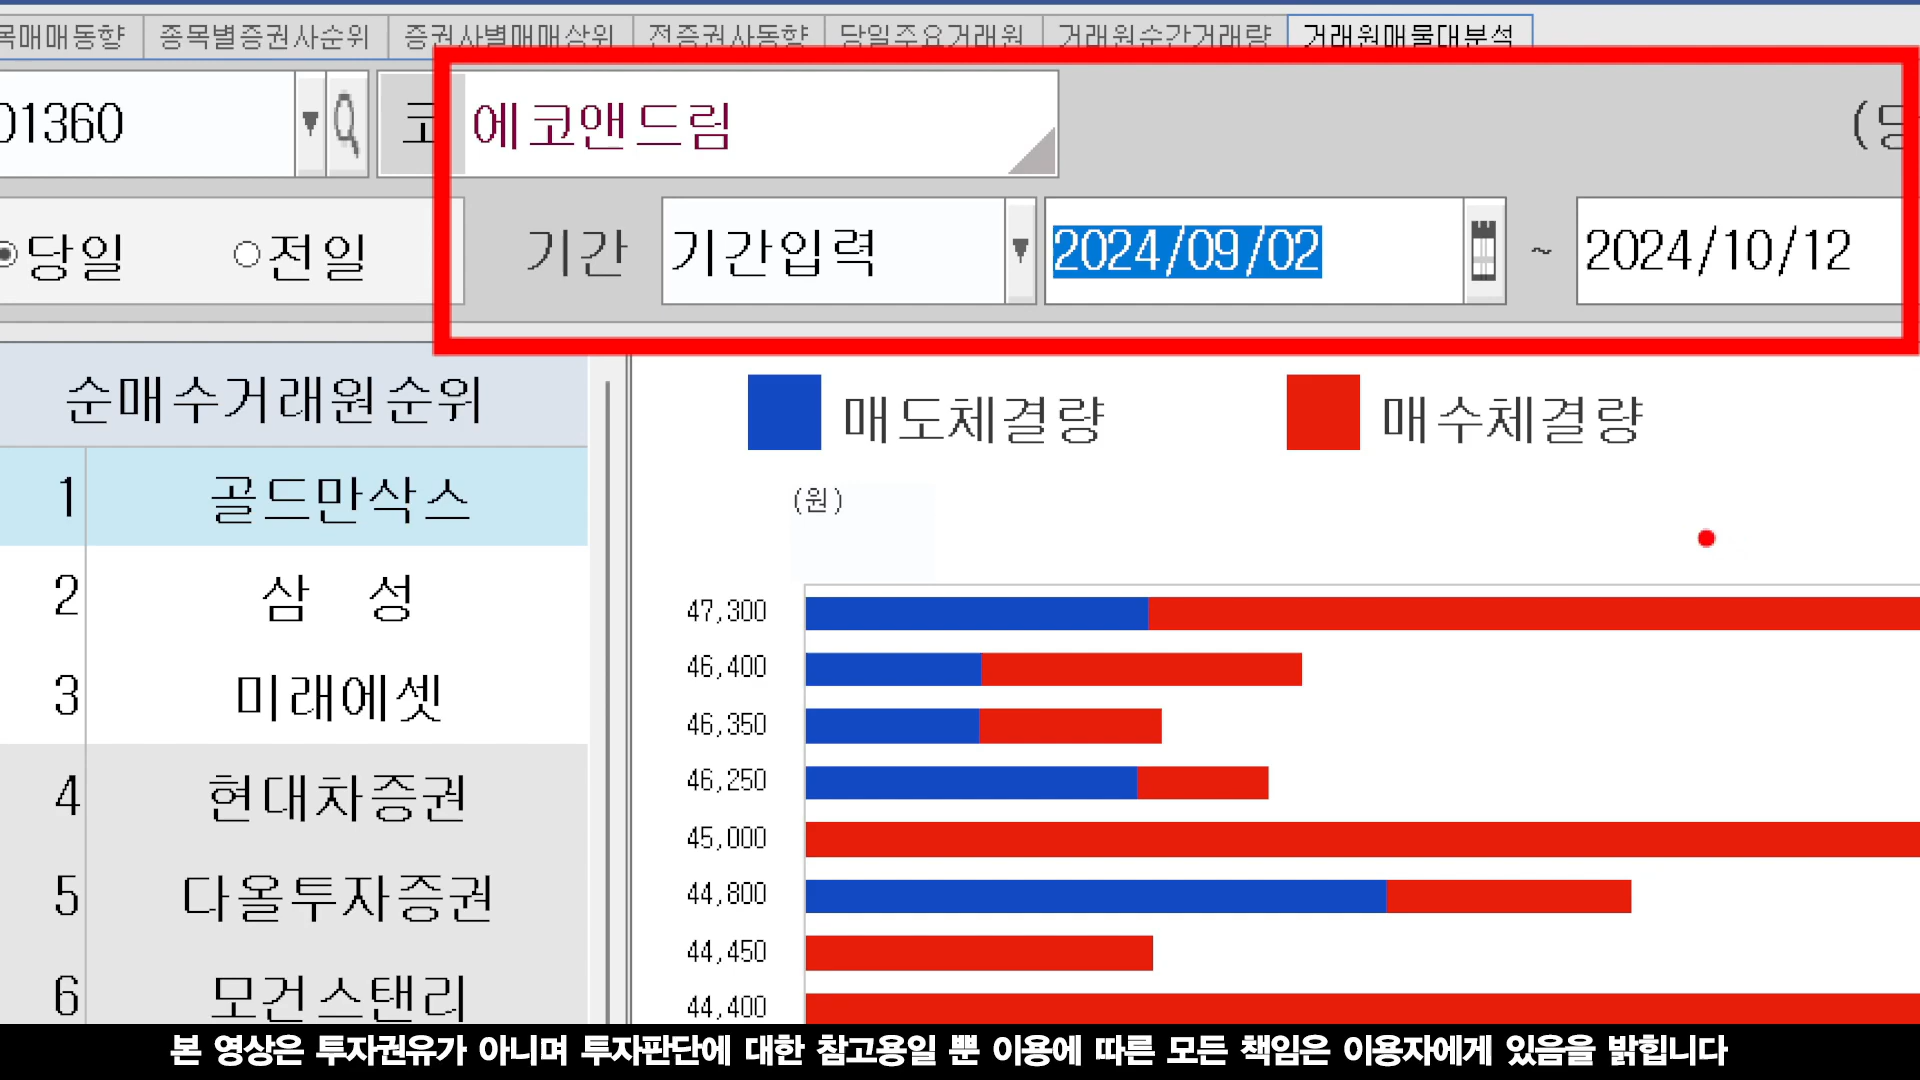 목매매동향 종목별증권사순위 증권사별매매상위 전증권사동향 당일주요거래원 거래원순간거래량 거래원매물대분석
01360 ▼ 코 에코앤드림 (당
당일 전일 기간 기간입력 ▼ 2024/09/02 ~ 2024/10/12
순매수거래원순위
1 골드만삭스
2 삼 성
3 미래에셋
4 현대차증권
5 다올투자증권
6 모건스탠리
매도체결량 매수체결량
(원)
47,300
46,400
46,350
46,250
45,000
44,800
44,450
44,400
본 영상은 투자권유가 아니며 투자판단에 대한 참고용일 뿐 이용에 따른 모든 책임은 이용자에게 있음을 밝힙니다